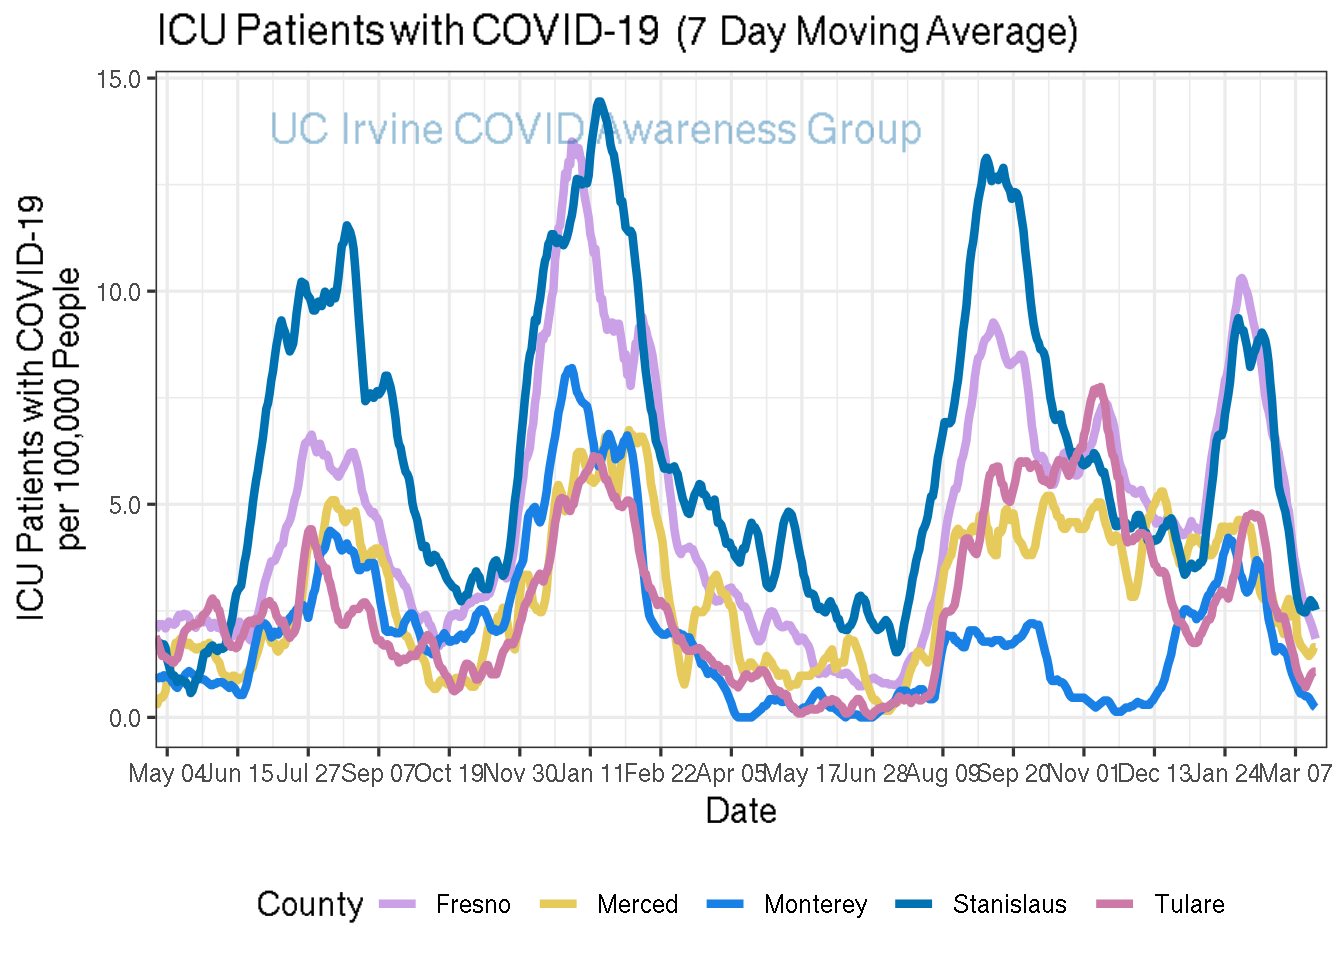 ICU Patients with COVID-19 (7 Day Moving Average)
UC Irvine COVID Awareness Group
ICU Patients with COVID-19
per 100,000 People
15.0
10.0
5.0
0.0
May 04 Jun 15 Jul 27 Sep 07 Oct 19 Nov 30 Jan 11 Feb 22 Apr 05 May 17 Jun 28 Aug 09 Sep 20 Nov 01 Dec 13 Jan 24 Mar 07
Date
County Fresno Merced Monterey Stanislaus Tulare